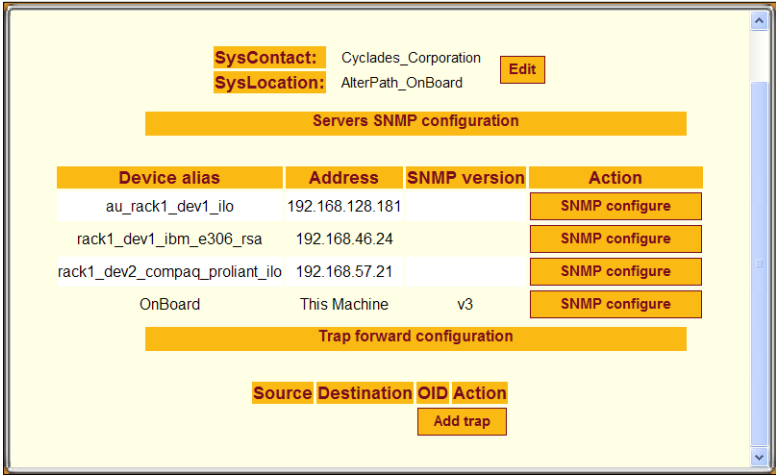 SysContact: Cyclades_Corporation
Edit
SysLocation: AlterPath_OnBoard
Servers SNMP configuration
Device alias Address SNMP version Action
au_rack1_dev1_ilo 192.168.128.181 SNMP configure
rack1_dev1_ibm_e306_rsa 192.168.46.24 SNMP configure
rack1_dev2_compaq_proliant_ilo 192.168.57.21 SNMP configure
OnBoard This Machine v3 SNMP configure
Trap forward configuration
Source Destination OID Action
Add trap